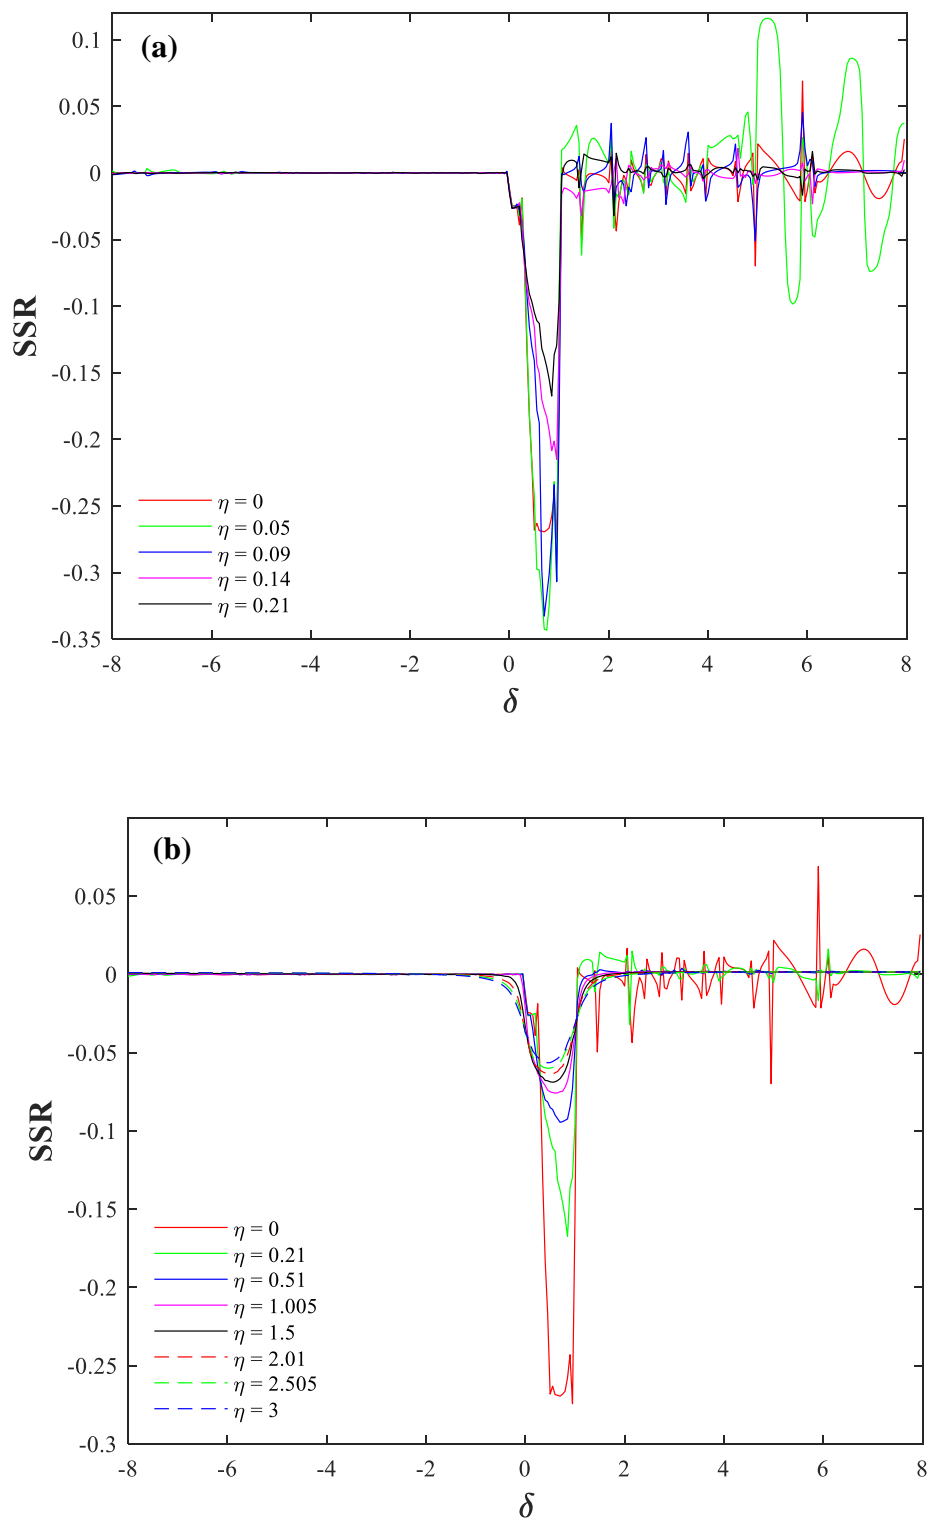 (a)
0.1
0.05
0
-0.05
-0.1
-0.15
-0.2
-0.25
-0.3
-0.35
SSR
η = 0
η = 0.05
η = 0.09
η = 0.14
η = 0.21
-8 -6 -4 -2 0 2 4 6 8
δ
(b)
0.05
0
-0.05
-0.1
-0.15
-0.2
-0.25
-0.3
SSR
η = 0
η = 0.21
η = 0.51
η = 1.005
η = 1.5
η = 2.01
η = 2.505
η = 3
-8 -6 -4 -2 0 2 4 6 8
δ